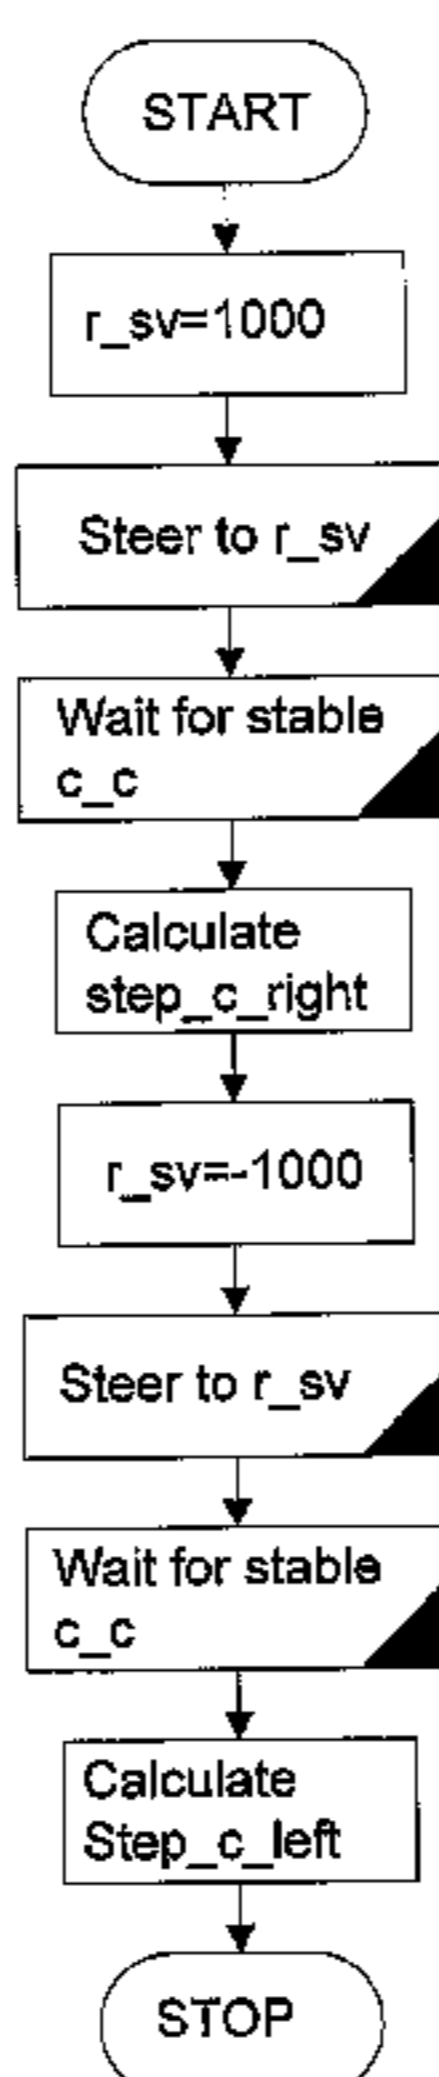 START
r_sv=1000
Steer to r_sv
Wait for stable
c_c
Calculate
step_c_right
r_sv=-1000
Steer to r_sv
Wait for stable
c_c
Calculate
Step_c_left
STOP